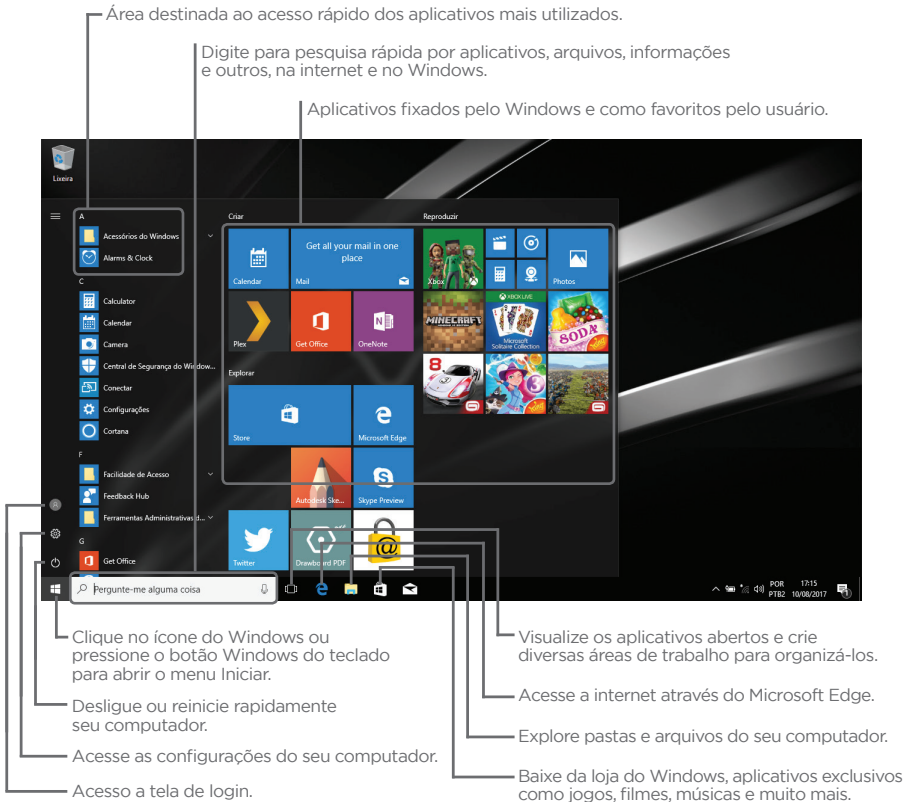 Área destinada ao acesso rápido dos aplicativos mais utilizados.
Digite para pesquisa rápida por aplicativos, arquivos, informações
e outros, na internet e no Windows.
Aplicativos fixados pelo Windows e como favoritos pelo usuário.
Lixeira
A
Acessórios do Windows
Alarms & Clock
C
Calculator
Calendar
Camera
Central de Segurança do Window...
Conectar
Configurações
Cortana
F
Facilidade de Acesso
Feedback Hub
Ferramentas Administrativas d...
G
Get Office
Criar
Calendar
Get all your mail in one
place
Mail
Plex
Get Office
OneNote
Explorar
Store
Microsoft Edge
Autodesk Ske...
Skype Preview
Twitter
Drawboard PDF
Reproduzir
Xbox
Photos
MINECRAFT
XBOX LIVE
Microsoft
Solitaire Collection
SODA
8
3
Pergunte-me alguma coisa
POR
PTB2
17:15
10/08/2017
1
Clique no ícone do Windows ou
pressione o botão Windows do teclado
para abrir o menu Iniciar.
Desligue ou reinicie rapidamente
seu computador.
Acesse as configurações do seu computador.
Acesso a tela de login.
Visualize os aplicativos abertos e crie
diversas áreas de trabalho para organizá-los.
Acesse a internet através do Microsoft Edge.
Explore pastas e arquivos do seu computador.
Baixe da loja do Windows, aplicativos exclusivos
como jogos, filmes, músicas e muito mais.